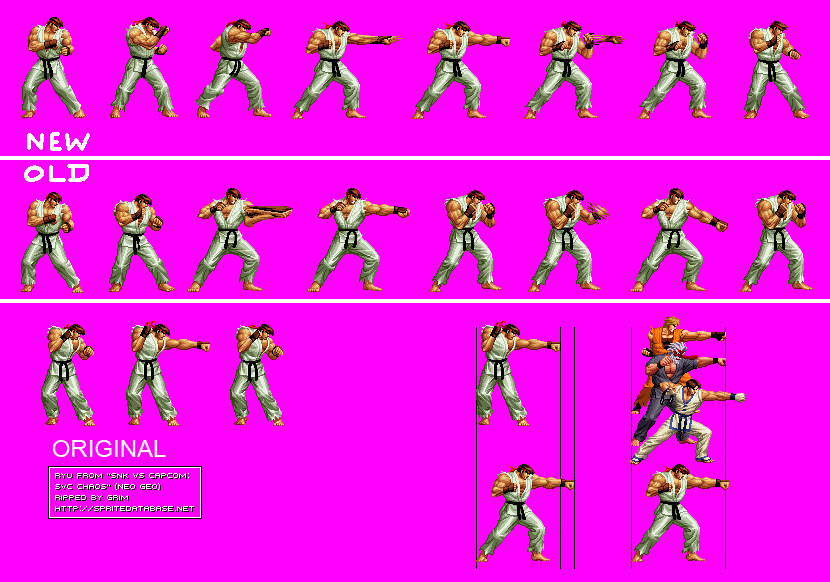 NEW
OLD
ORIGINAL
RYU FROM "SNK VS CAPCOM:
SVC CHAOS" (NEO GEO)
RIPPED BY GRIM
HTTP://SPRITEDATABASE.NET